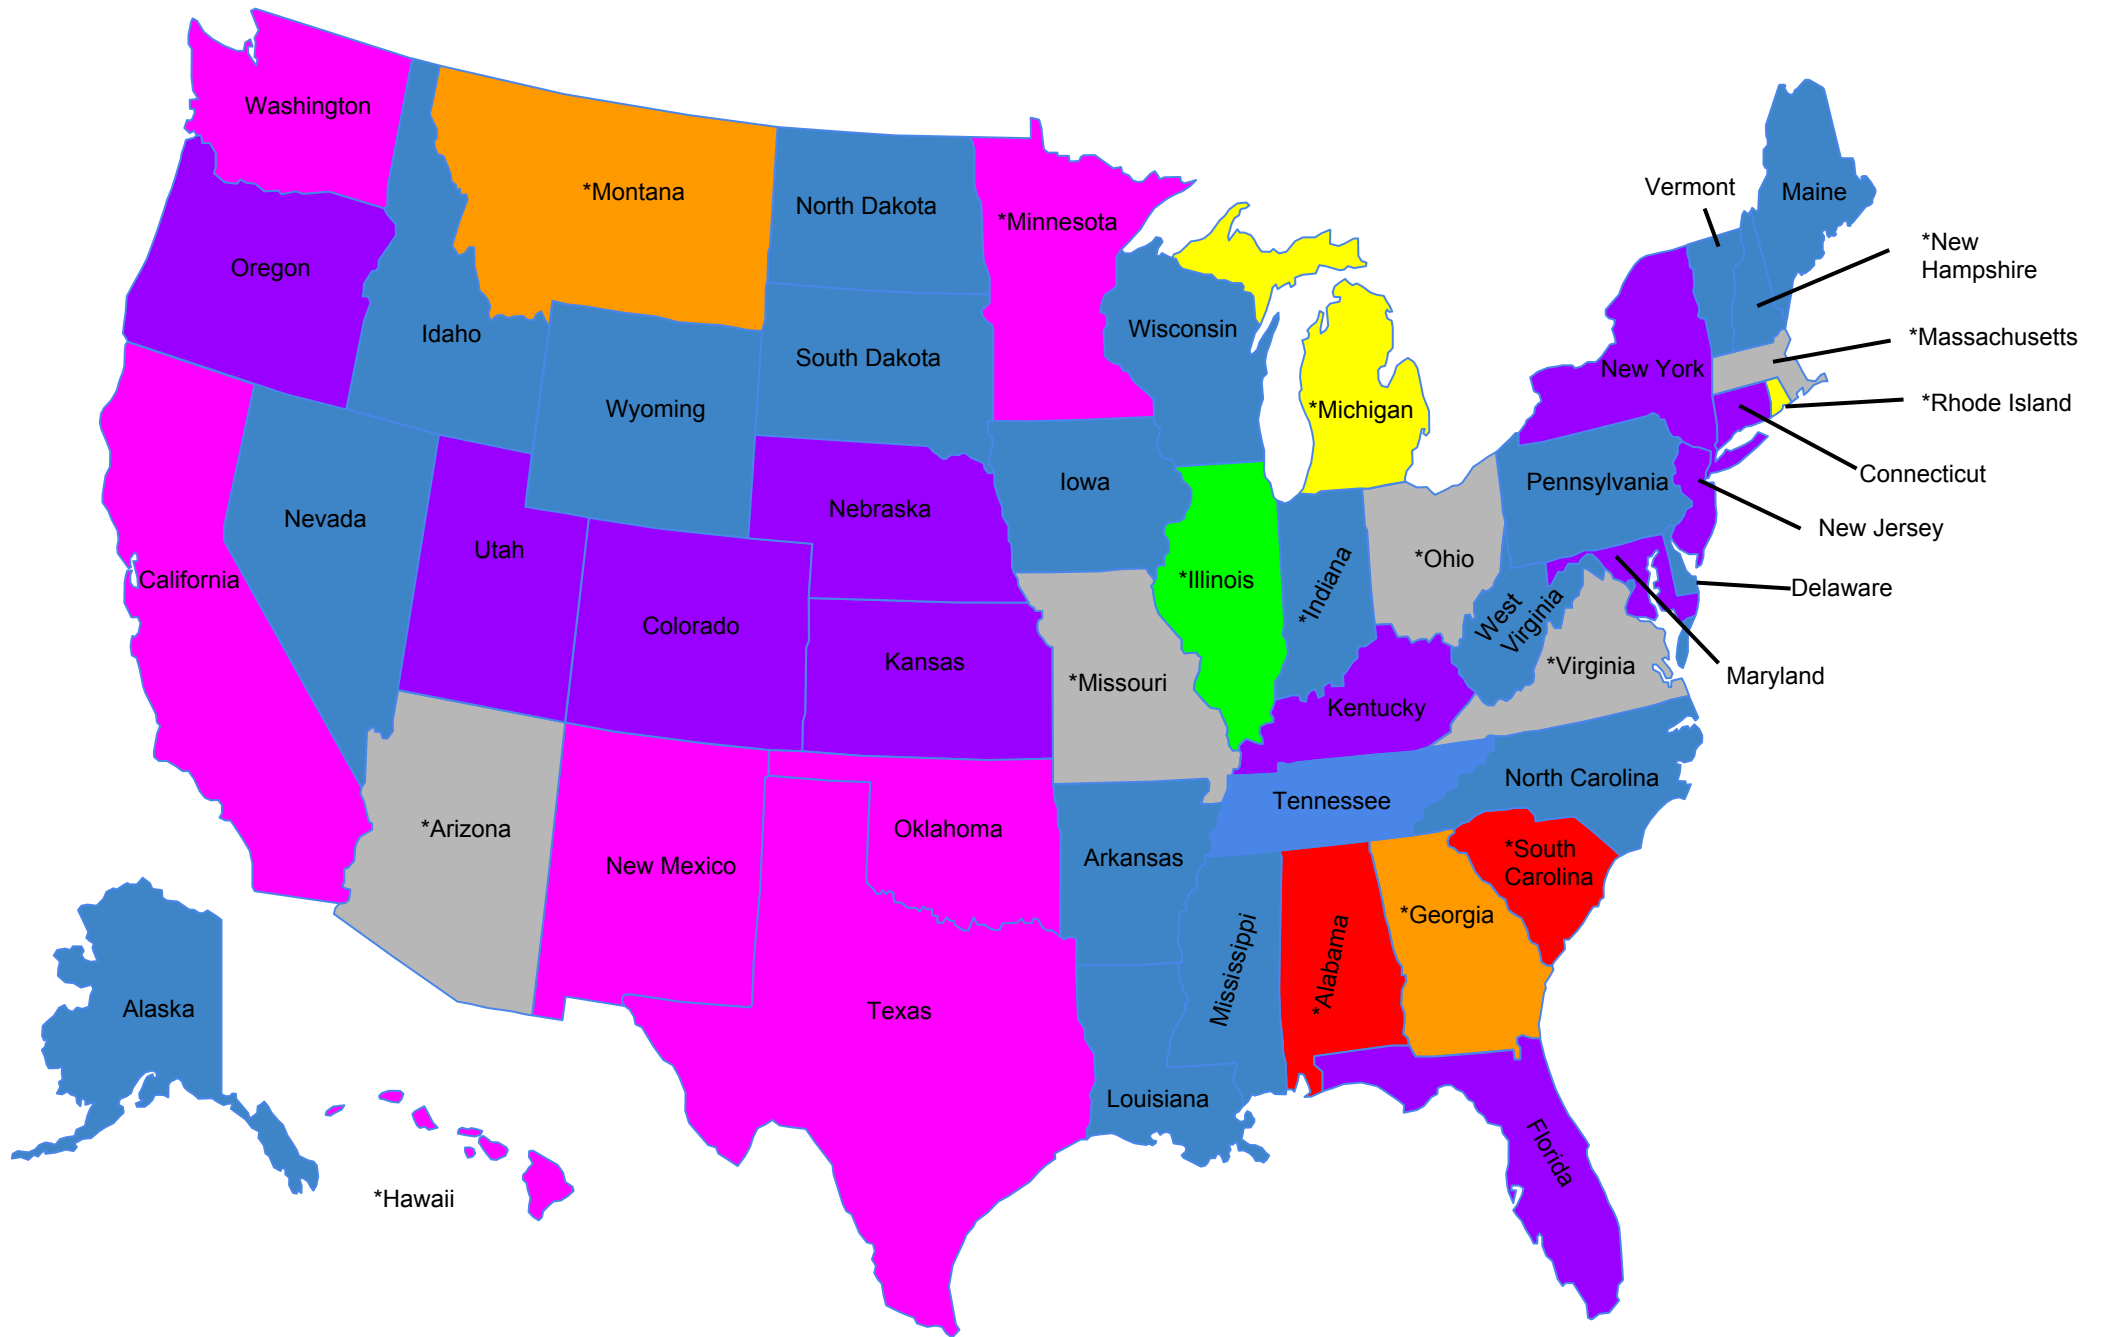 Washington
*Montana
North Dakota
*Minnesota
Vermont
Maine
*New
Hampshire
Oregon
Idaho
Wisconsin
South Dakota
*Massachusetts
New York
Wyoming
*Michigan
*Rhode Island
Connecticut
Iowa
Pennsylvania
Nebraska
Nevada
New Jersey
Utah
*Ohio
California
*Illinois
*Indiana
Delaware
West
Virginia
Colorado
Kansas
*Virginia
Maryland
*Missouri
Kentucky
North Carolina
Tennessee
*Arizona
Oklahoma
*South
Carolina
Arkansas
New Mexico
*Georgia
Mississippi
*Alabama
Alaska
Texas
Louisiana
Florida
*Hawaii